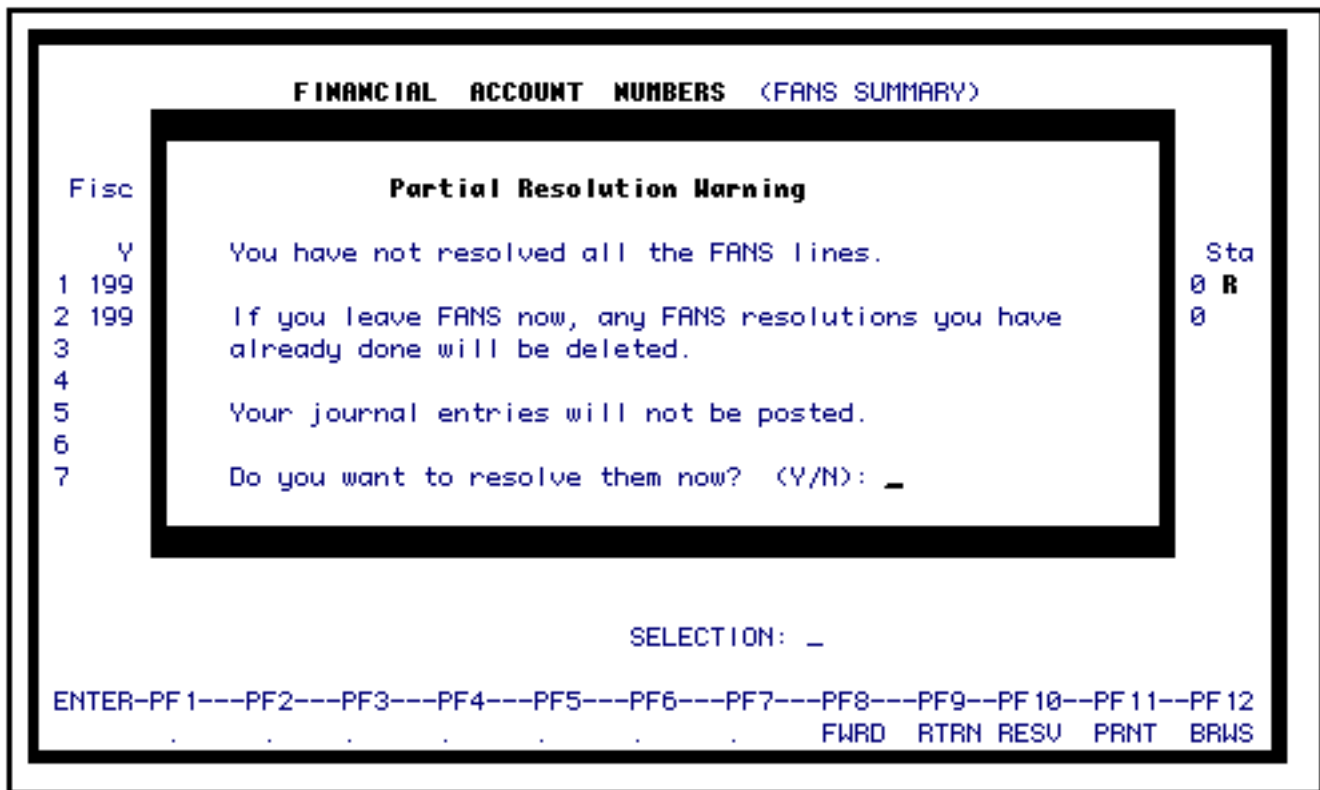 FINANCIAL ACCOUNT NUMBERS (FANS SUMMARY)
Fisc Partial Resolution Warning
Y You have not resolved all the FANS lines. Sta
1 199 0 R
2 199 If you leave FANS now, any FANS resolutions you have 0
3 already done will be deleted.
4
5 Your journal entries will not be posted.
6
7 Do you want to resolve them now? (Y/N): _
SELECTION: _
ENTER-PF1---PF2---PF3---PF4---PF5---PF6---PF7---PF8---PF9--PF10--PF11--PF12
. . . . . . . FWRD RTRN RESV PRNT BRWS